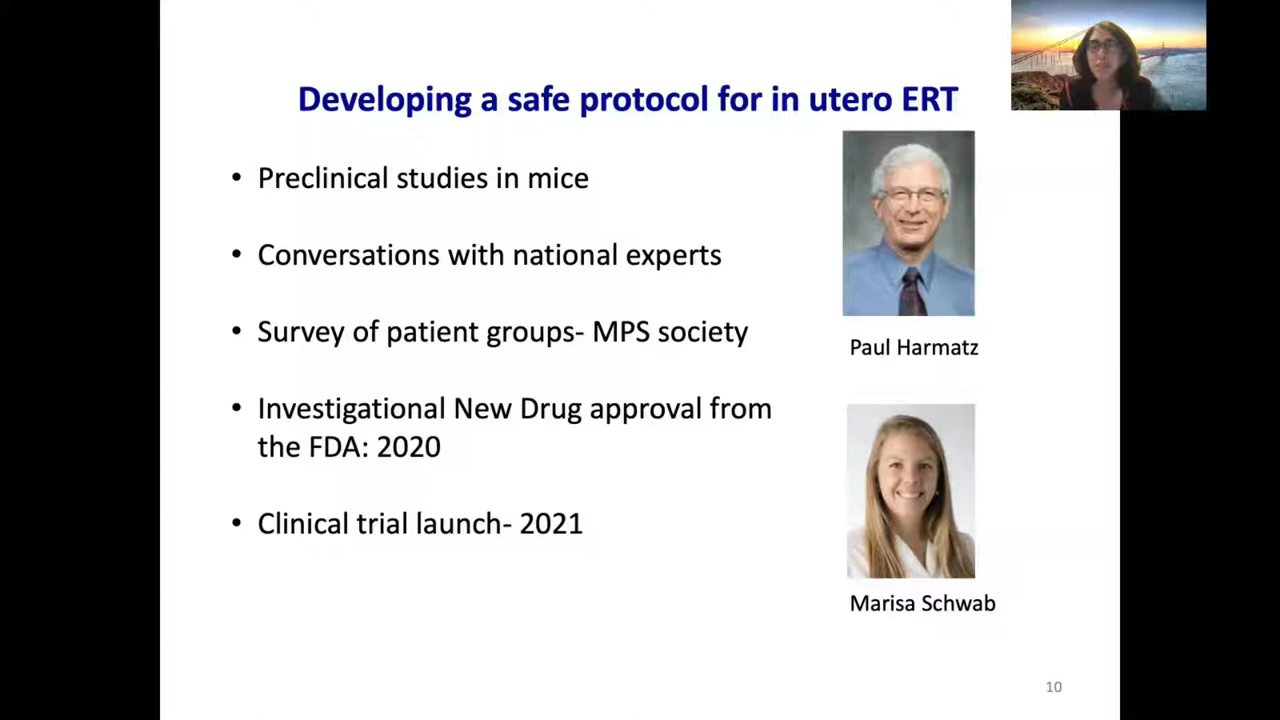 Developing a safe protocol for in utero ERT
• Preclinical studies in mice
• Conversations with national experts
• Survey of patient groups- MPS society
• Investigational New Drug approval from
the FDA: 2020
• Clinical trial launch- 2021
Paul Harmatz
Marisa Schwab
10